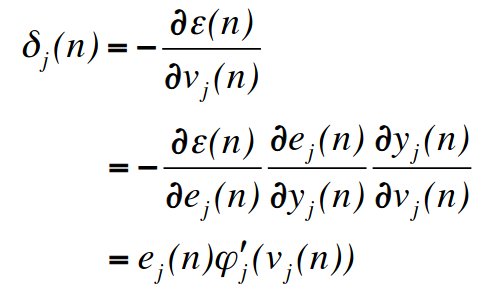 δ_j(n) = − ∂ε(n) / ∂v_j(n)
= − ∂ε(n) / ∂e_j(n) ∂e_j(n) / ∂y_j(n) ∂y_j(n) / ∂v_j(n)
= e_j(n)φ′_j(v_j(n))